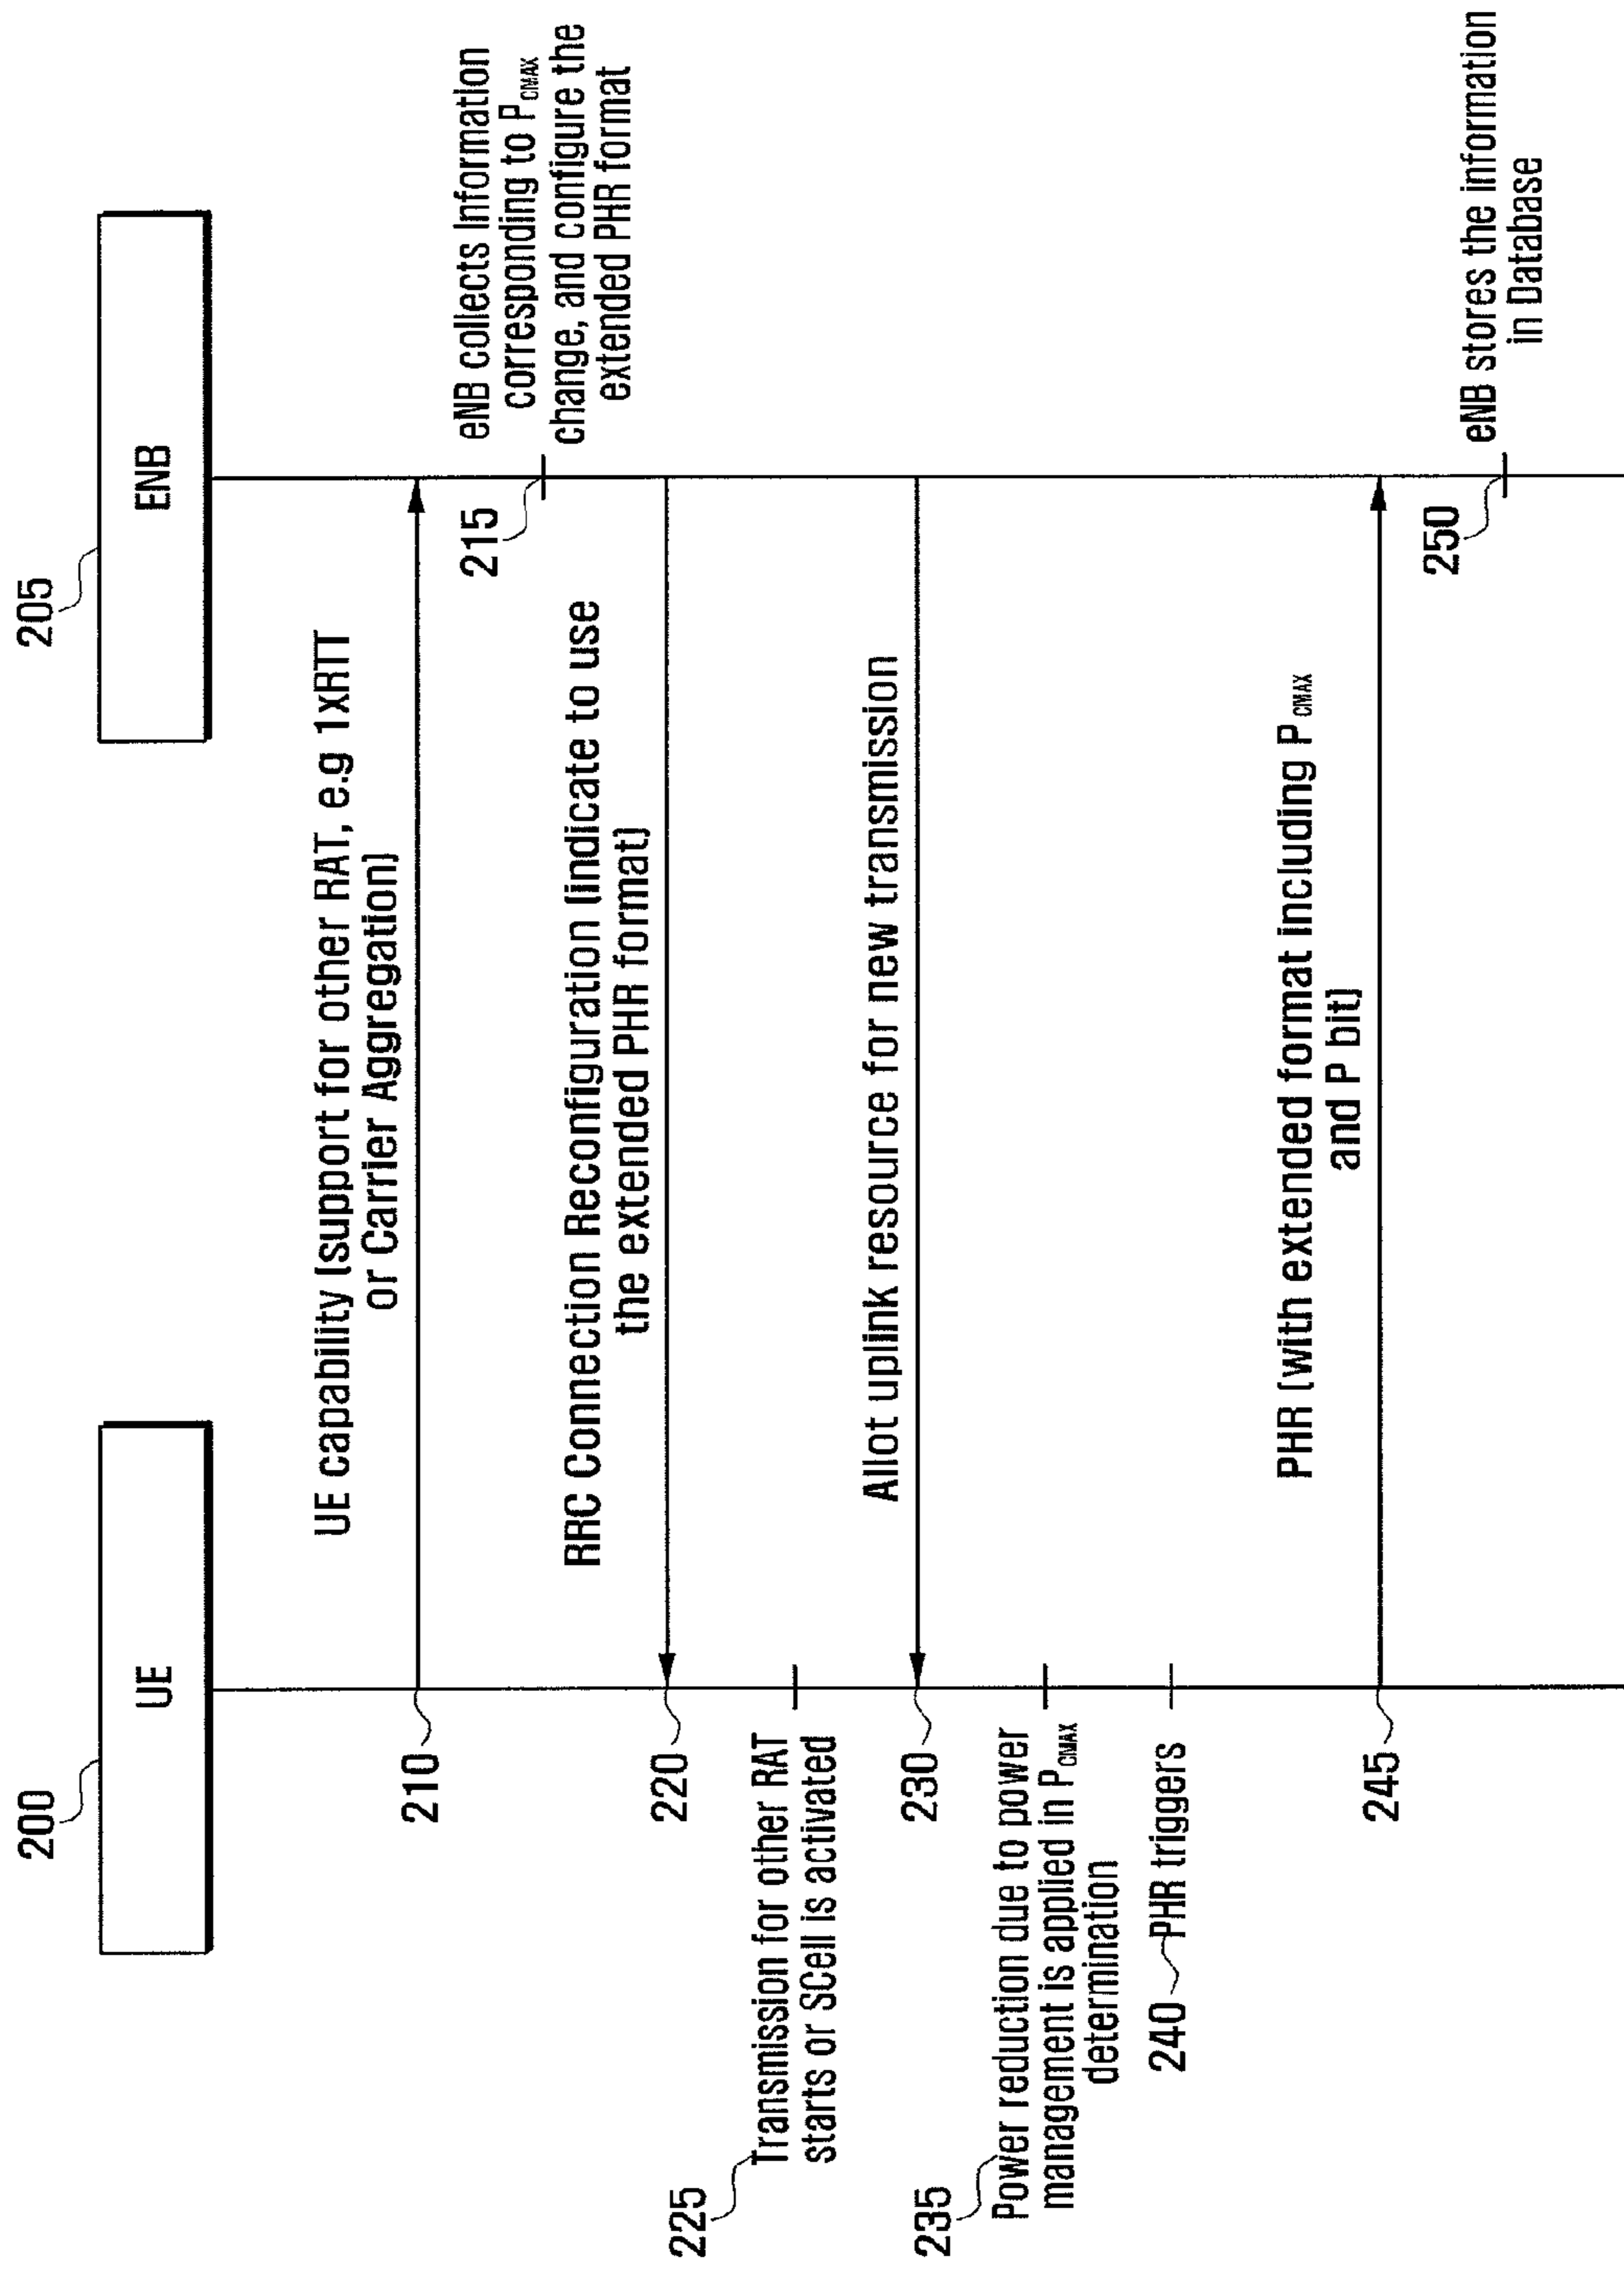 200
UE
205
ENB
UE capability (support for other RAT, e.g 1xRTT
or Carrier Aggregation)
210
215
eNB collects Information
corresponding to PCMAX
change, and configure the
extended PHR format
RRC Connection Reconfiguration (indicate to use
the extended PHR format)
220
225
Transmission for other RAT
starts or SCell is activated
Allot uplink resource for new transmission
230
235
Power reduction due to power
management is applied in PCMAX
determination
240
PHR triggers
PHR (with extended format including PCMAX
and P bit)
245
250
eNB stores the information
in Database